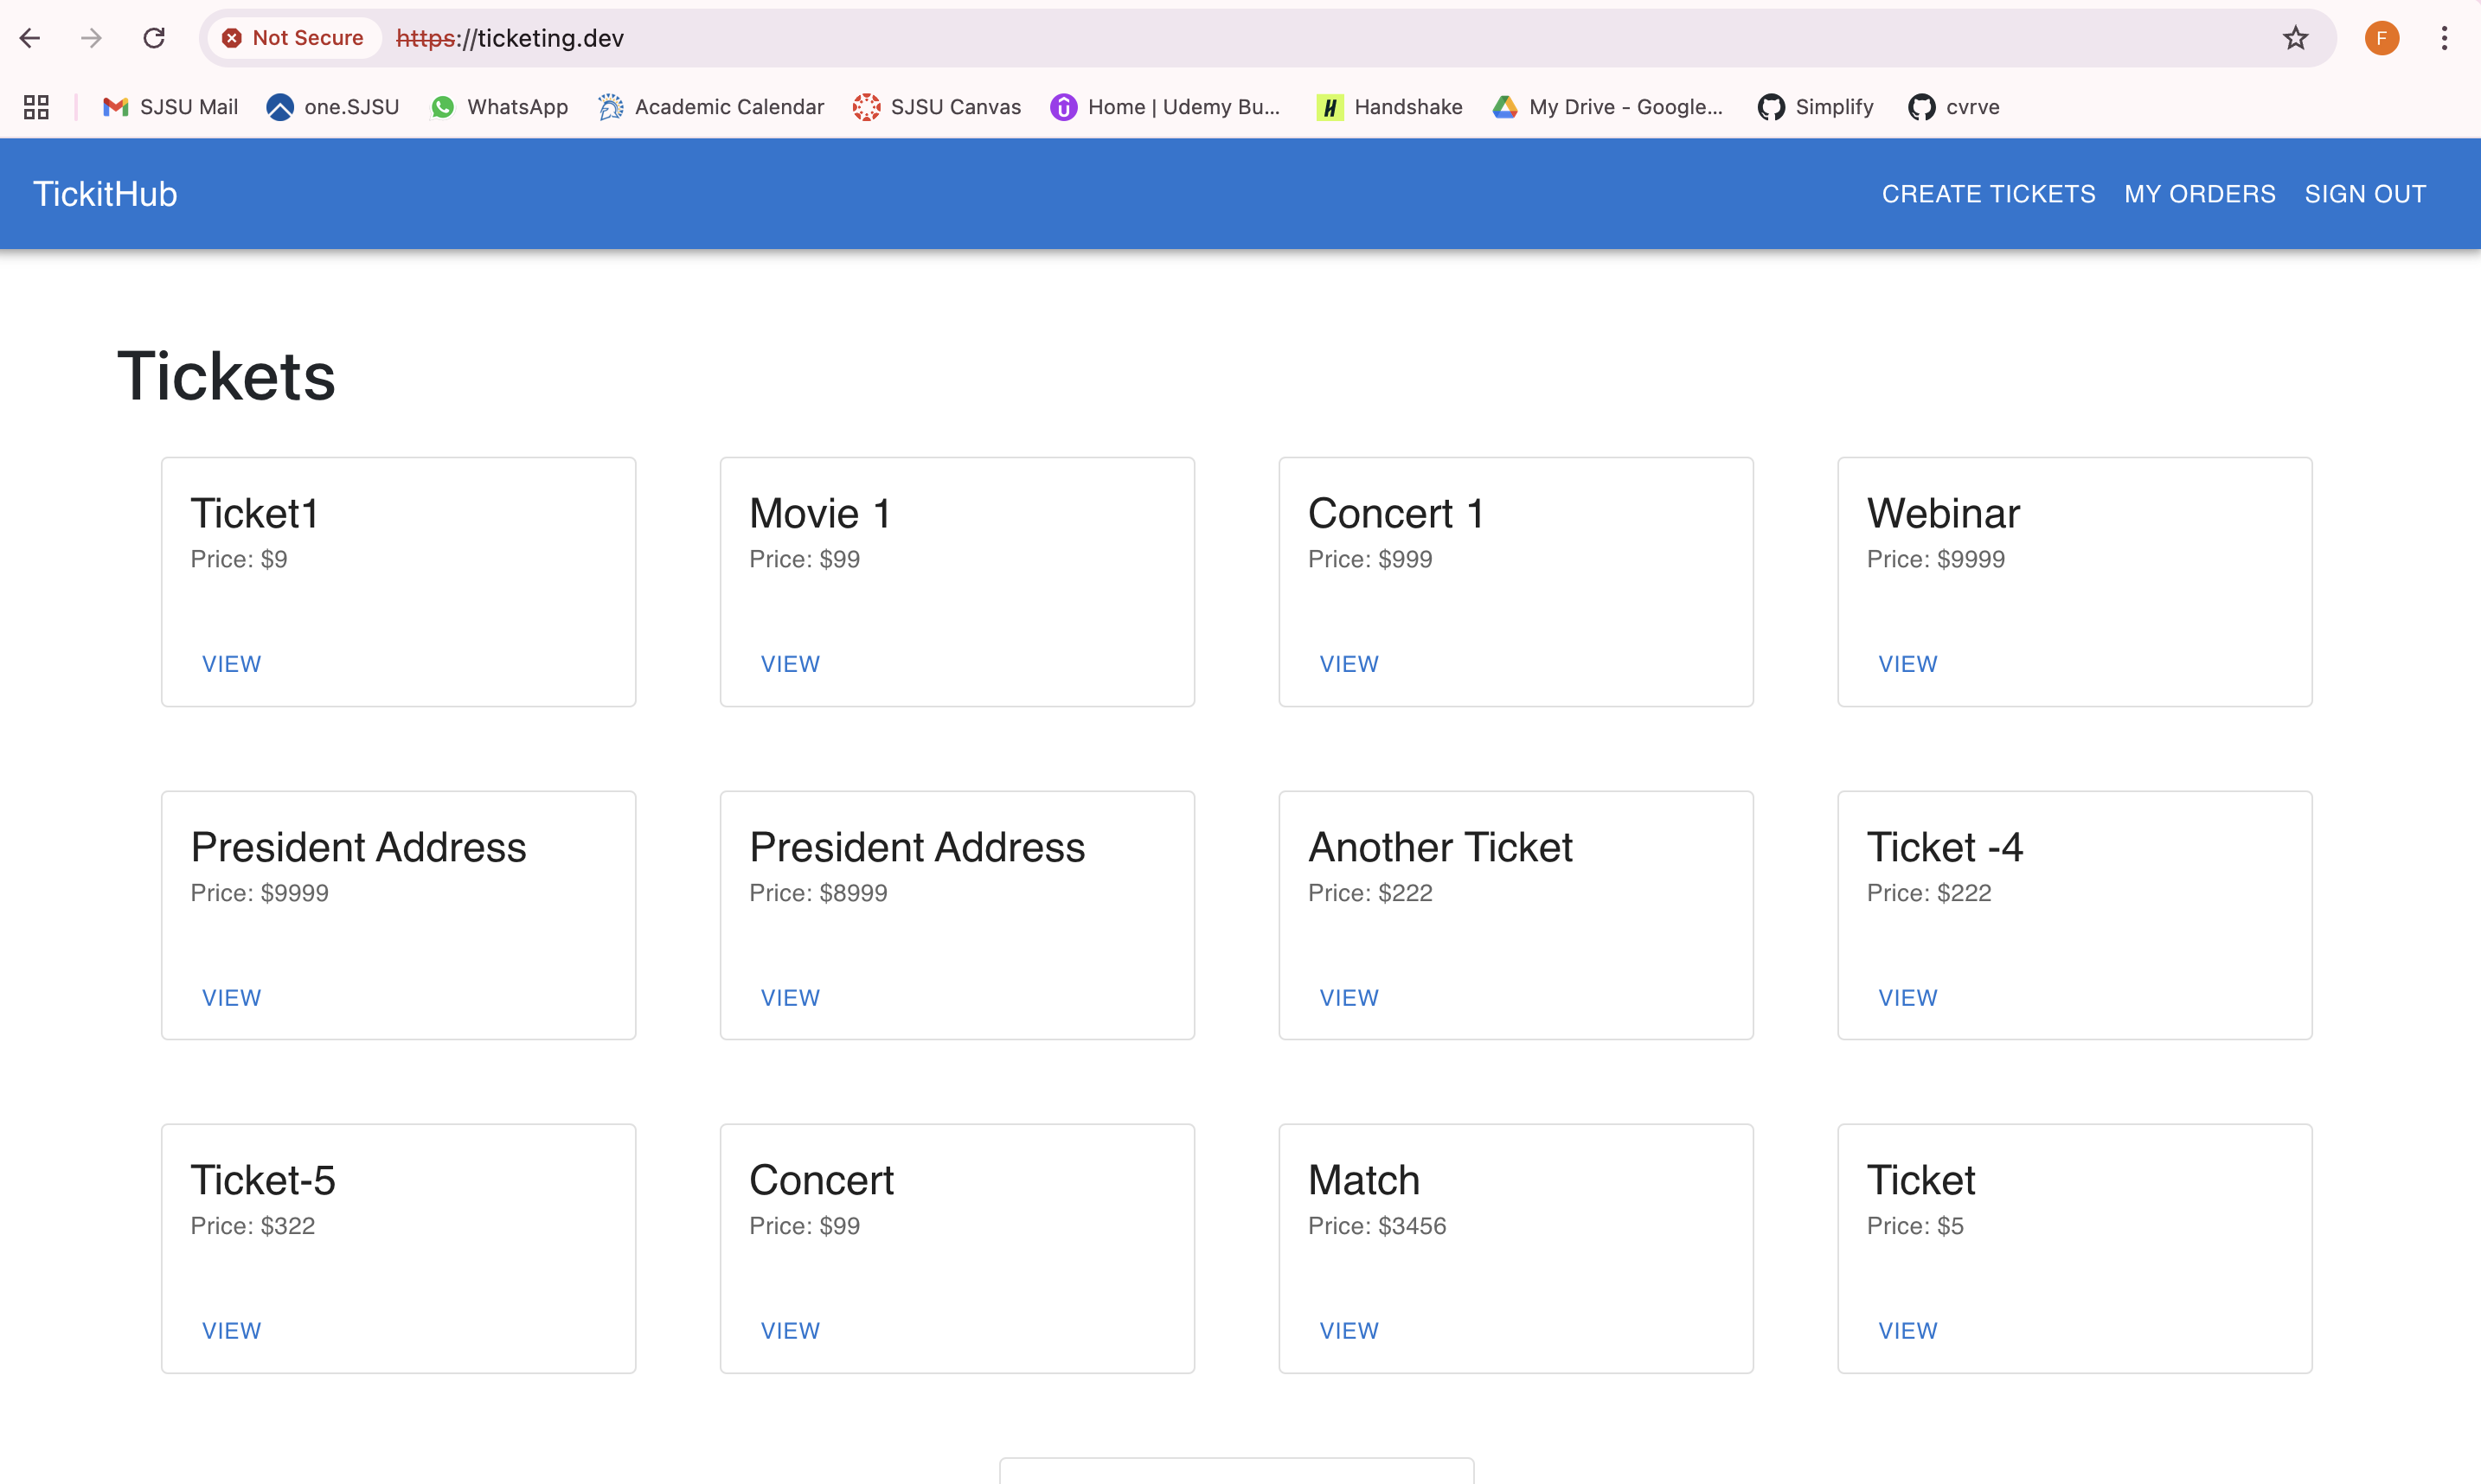 Not Secure https://ticketing.dev F
SJSU Mail one.SJSU WhatsApp Academic Calendar SJSU Canvas Home | Udemy Bu... Handshake My Drive - Google... Simplify cvrve
TickitHub CREATE TICKETS MY ORDERS SIGN OUT
Tickets
Ticket1
Price: $9
VIEW
Movie 1
Price: $99
VIEW
Concert 1
Price: $999
VIEW
Webinar
Price: $9999
VIEW
President Address
Price: $9999
VIEW
President Address
Price: $8999
VIEW
Another Ticket
Price: $222
VIEW
Ticket -4
Price: $222
VIEW
Ticket-5
Price: $322
VIEW
Concert
Price: $99
VIEW
Match
Price: $3456
VIEW
Ticket
Price: $5
VIEW